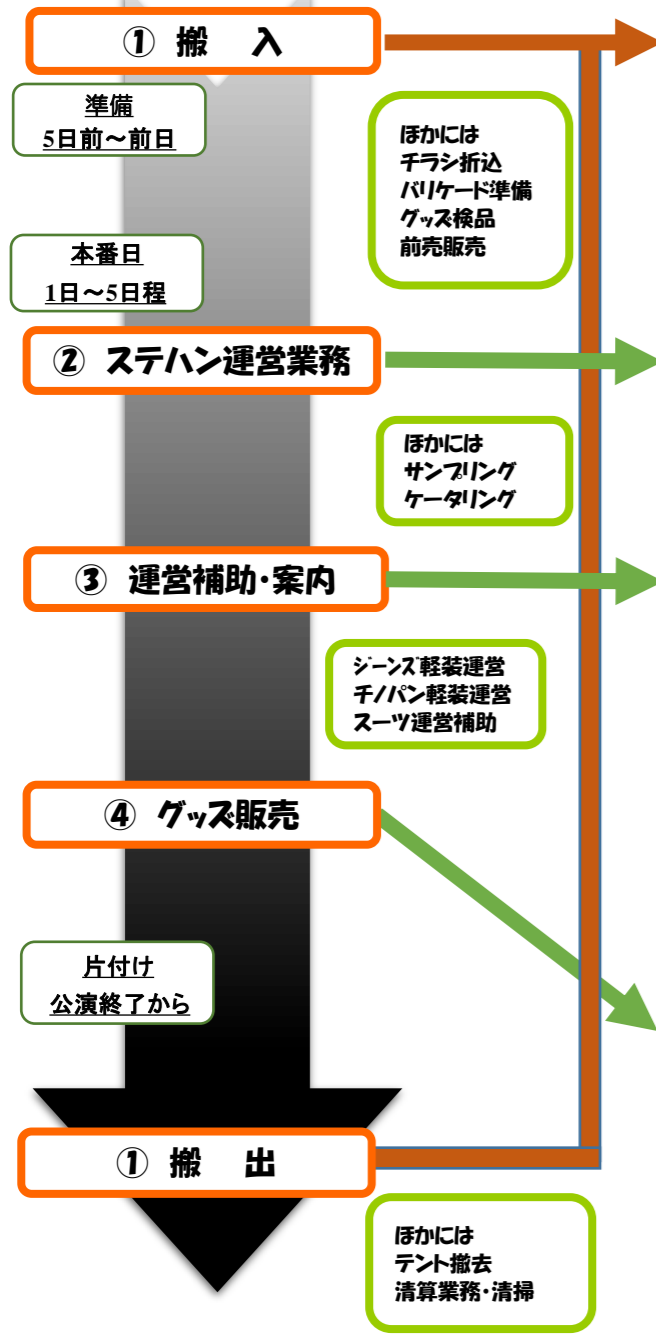 ① 搬 入
準備
5日前～前日
ほかには
チラシ折込
バリケード準備
グッズ検品
前売販売
本番日
1日～5日程
② ステハン運営業務
ほかには
サンプリング
ケータリング
③ 運営補助・案内
ジーンズ軽装運営
チノパン軽装運営
スーツ運営補助
④ グッズ販売
片付け
公演終了から
① 搬 出
ほかには
テント撤去
清算業務・清掃